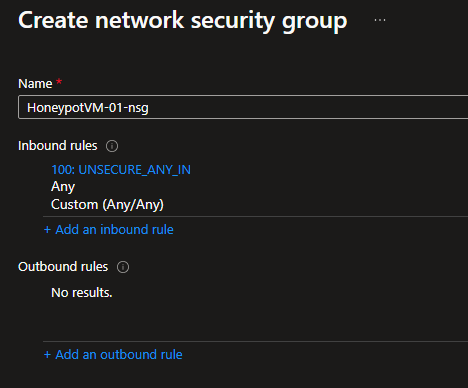 Create network security group ...
Name *
HoneypotVM-01-nsg
Inbound rules
100: UNSECURE_ANY_IN
Any
Custom (Any/Any)
+ Add an inbound rule
Outbound rules
No results.
+ Add an outbound rule